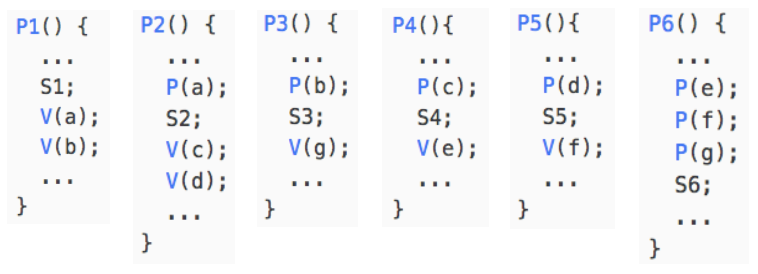 P1() {
...
S1;
V(a);
V(b);
...
}
P2() {
...
P(a);
S2;
V(c);
V(d);
...
}
P3() {
...
P(b);
S3;
V(g);
...
}
P4(){
...
P(c);
S4;
V(e);
...
}
P5(){
...
P(d);
S5;
V(f);
...
}
P6() {
...
P(e);
P(f);
P(g);
S6;
...
}